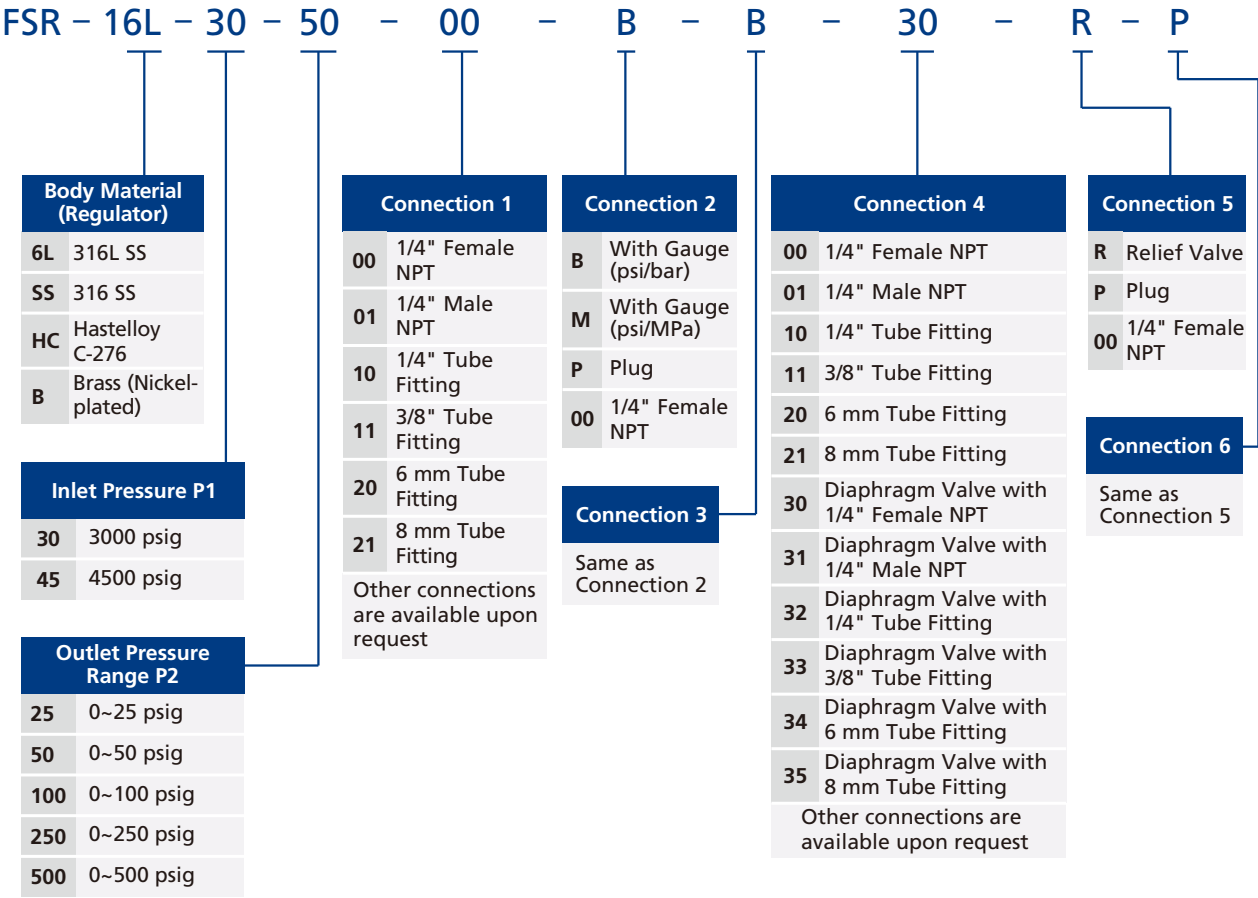 FSR – 16L – 30 – 50 – 00 – B – B – 30 – R – P
Body Material
(Regulator)
6L 316L SS
SS 316 SS
HC Hastelloy
C-276
B Brass (Nickel-
plated)
Inlet Pressure P1
30 3000 psig
45 4500 psig
Outlet Pressure
Range P2
25 0~25 psig
50 0~50 psig
100 0~100 psig
250 0~250 psig
500 0~500 psig
Connection 1
00 1/4" Female
NPT
01 1/4" Male
NPT
10 1/4" Tube
Fitting
11 3/8" Tube
Fitting
20 6 mm Tube
Fitting
21 8 mm Tube
Fitting
Other connections
are available upon
request
Connection 2
B With Gauge
(psi/bar)
M With Gauge
(psi/MPa)
P Plug
00 1/4" Female
NPT
Connection 3
Same as
Connection 2
Connection 4
00 1/4" Female NPT
01 1/4" Male NPT
10 1/4" Tube Fitting
11 3/8" Tube Fitting
20 6 mm Tube Fitting
21 8 mm Tube Fitting
30 Diaphragm Valve with
1/4" Female NPT
31 Diaphragm Valve with
1/4" Male NPT
32 Diaphragm Valve with
1/4" Tube Fitting
33 Diaphragm Valve with
3/8" Tube Fitting
34 Diaphragm Valve with
6 mm Tube Fitting
35 Diaphragm Valve with
8 mm Tube Fitting
Other connections are
available upon request
Connection 5
R Relief Valve
P Plug
00 1/4" Female
NPT
Connection 6
Same as
Connection 5